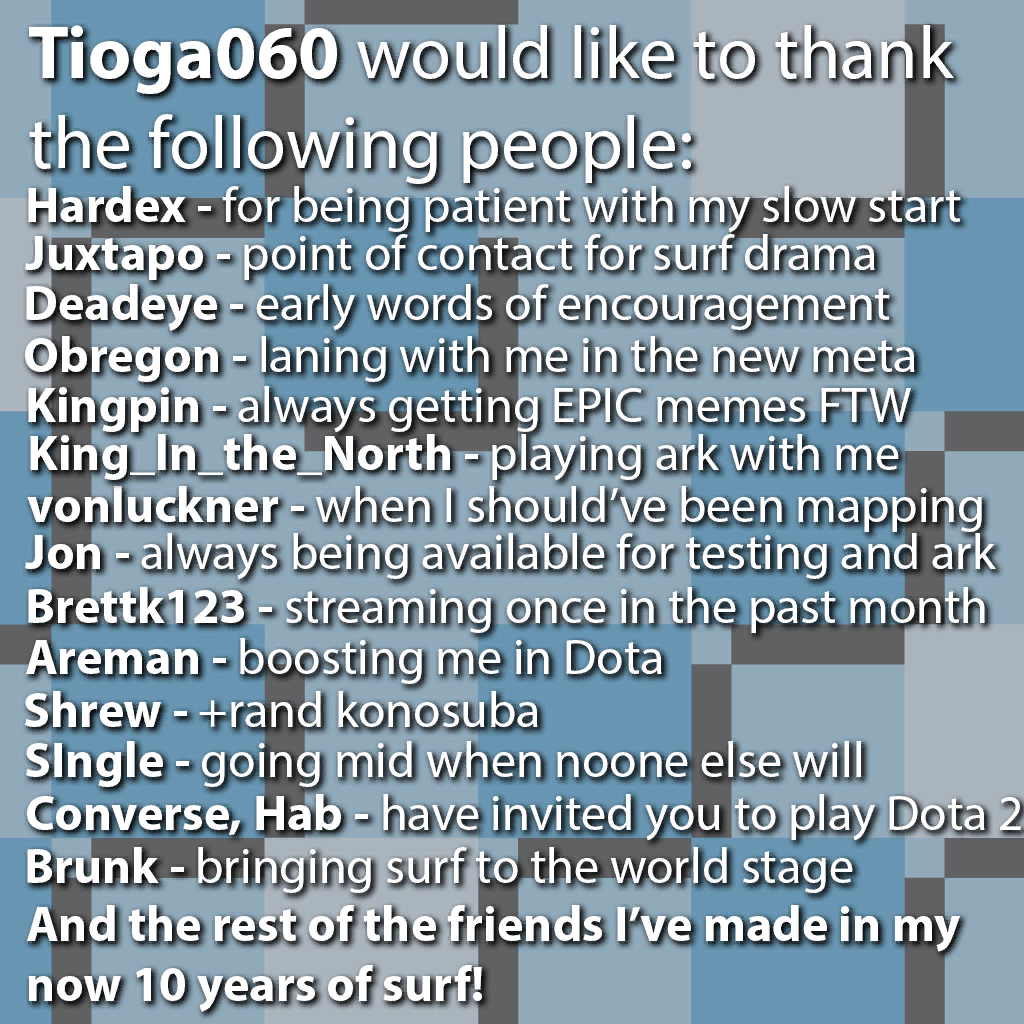 Tioga060 would like to thank
the following people:
Hardex - for being patient with my slow start
Juxtapo - point of contact for surf drama
Deadeye - early words of encouragement
Obregon - laning with me in the new meta
Kingpin - always getting EPIC memes FTW
King_In_the_North - playing ark with me
vonluckner - when I should’ve been mapping
Jon - always being available for testing and ark
Brettk123 - streaming once in the past month
Areman - boosting me in Dota
Shrew - +rand konosuba
SIngle - going mid when noone else will
Converse, Hab - have invited you to play Dota 2
Brunk - bringing surf to the world stage
And the rest of the friends I’ve made in my
now 10 years of surf!